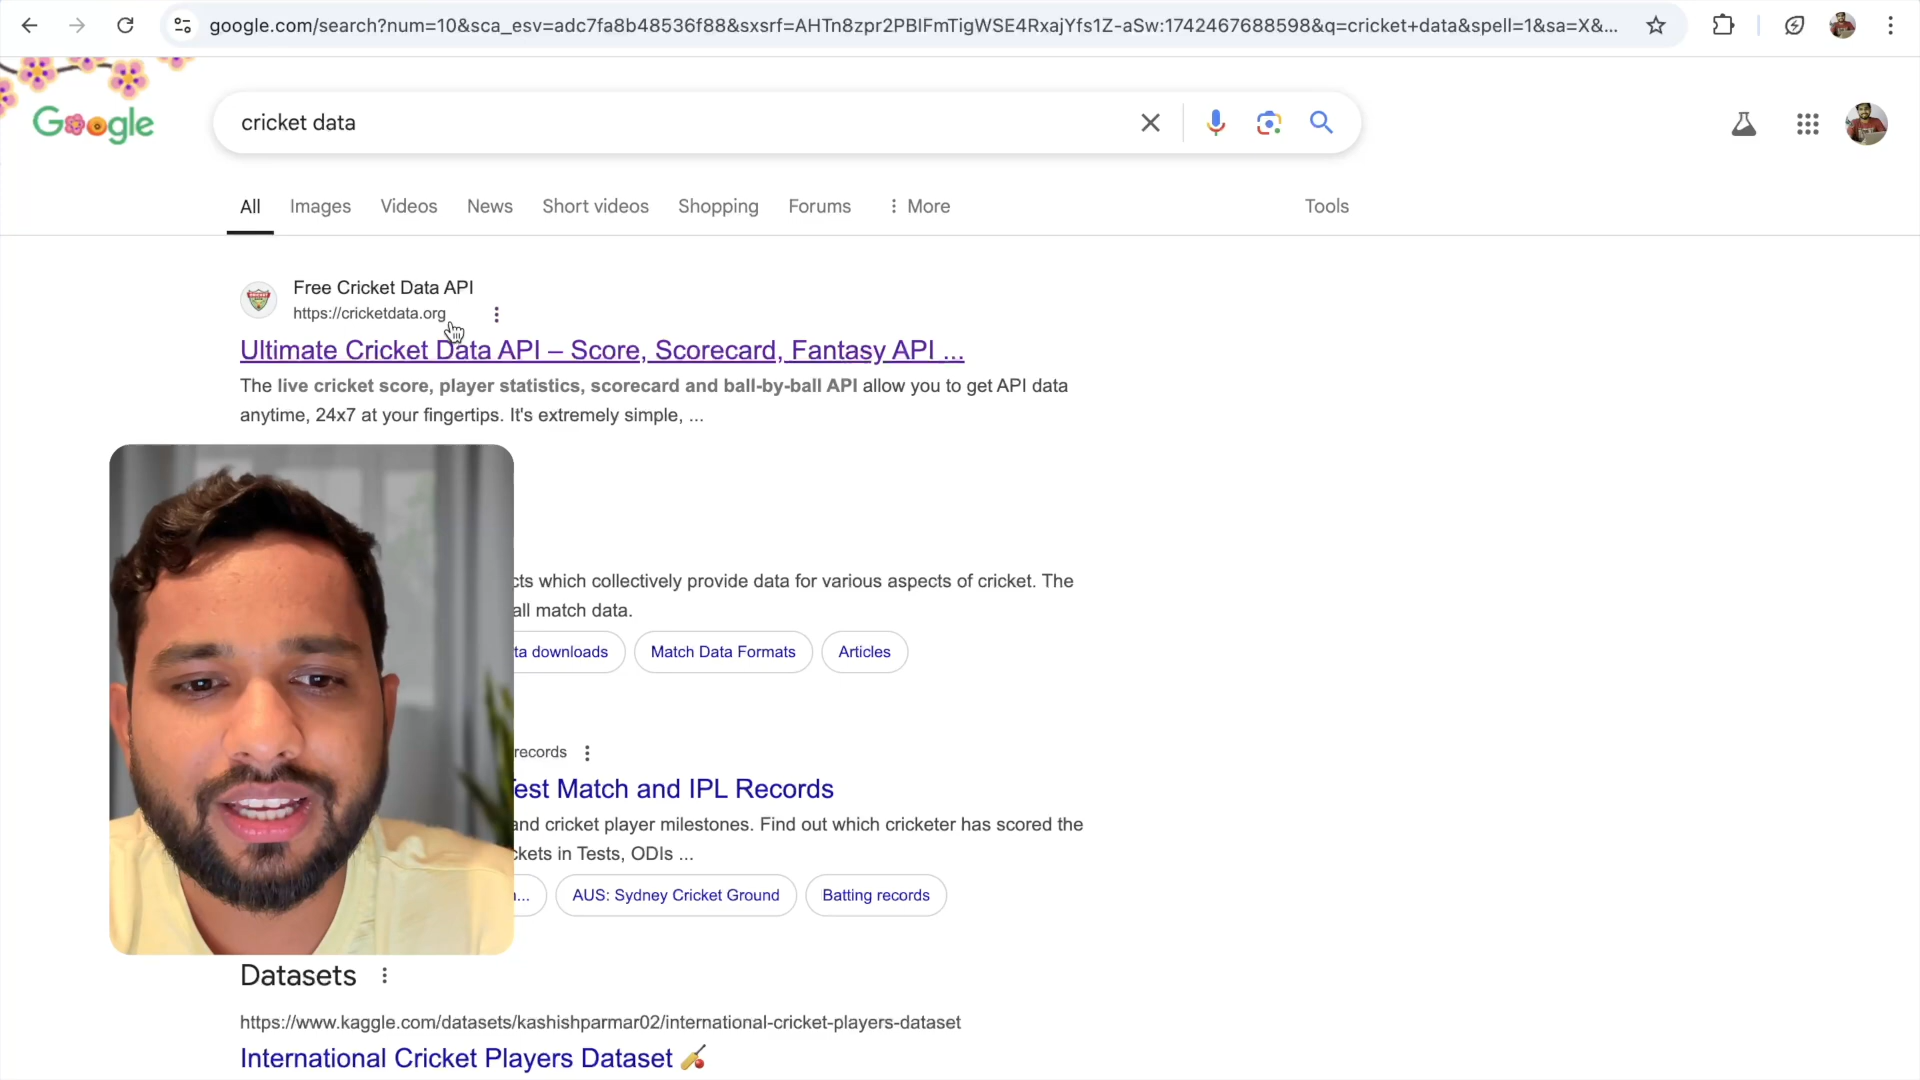 google.com/search?num=10&sca_esv=adc7fa8b48536f88&sxsrf=AHTn8zpr2PBIFmTigWSE4RxajYfs1Z-aSw:1742467688598&q=cricket+data&spell=1&sa=X&...
Google
cricket data
All Images Videos News Short videos Shopping Forums More Tools
Free Cricket Data API
https://cricketdata.org
Ultimate Cricket Data API – Score, Scorecard, Fantasy API ...
The live cricket score, player statistics, scorecard and ball-by-ball API allow you to get API data
anytime, 24x7 at your fingertips. It's extremely simple, ...
cts which collectively provide data for various aspects of cricket. The
all match data.
ta downloads Match Data Formats Articles
records
est Match and IPL Records
and cricket player milestones. Find out which cricketer has scored the
ckets in Tests, ODIs ...
... AUS: Sydney Cricket Ground Batting records
Datasets
https://www.kaggle.com/datasets/kashishparmar02/international-cricket-players-dataset
International Cricket Players Dataset 🏏